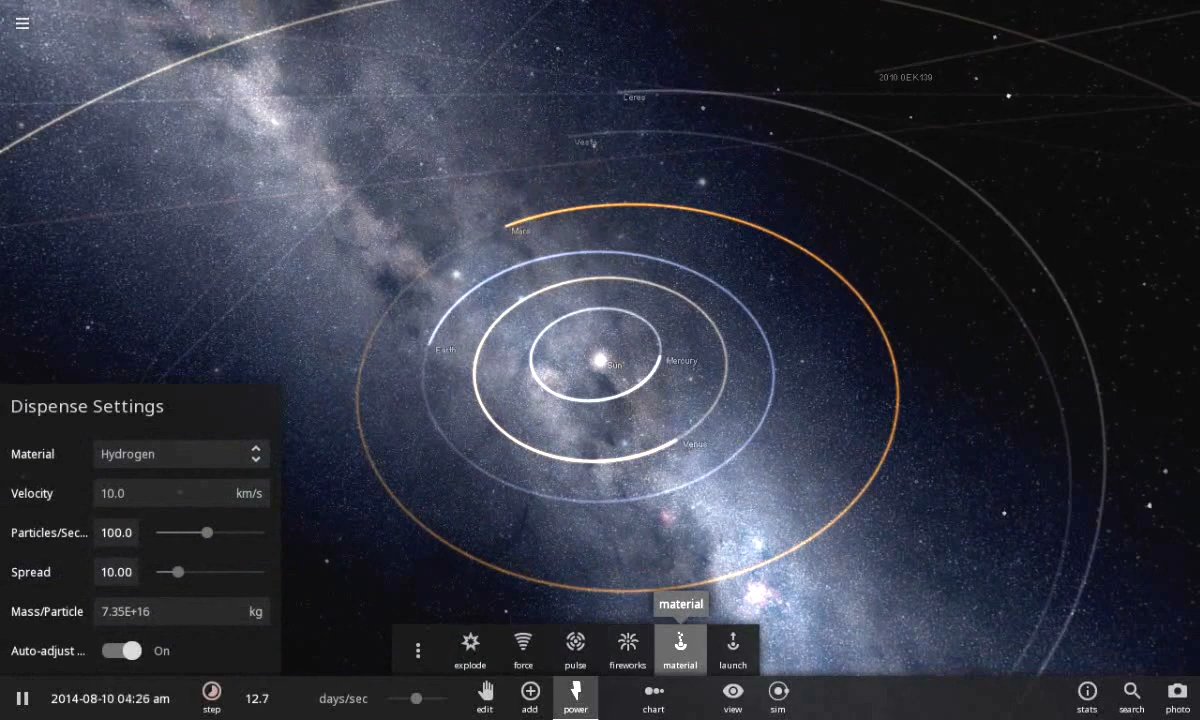 2010 0EK139
Ceres
Vesta
Mars
Earth
Sun
Mercury
Venus
Dispense Settings
Material Hydrogen
Velocity 10.0 km/s
Particles/Sec... 100.0
Spread 10.00
Mass/Particle 7.35E+16 kg
Auto-adjust ... On
material
explode force pulse fireworks material launch
2014-08-10 04:26 am step 12.7 days/sec edit add power chart view sim stats search photo